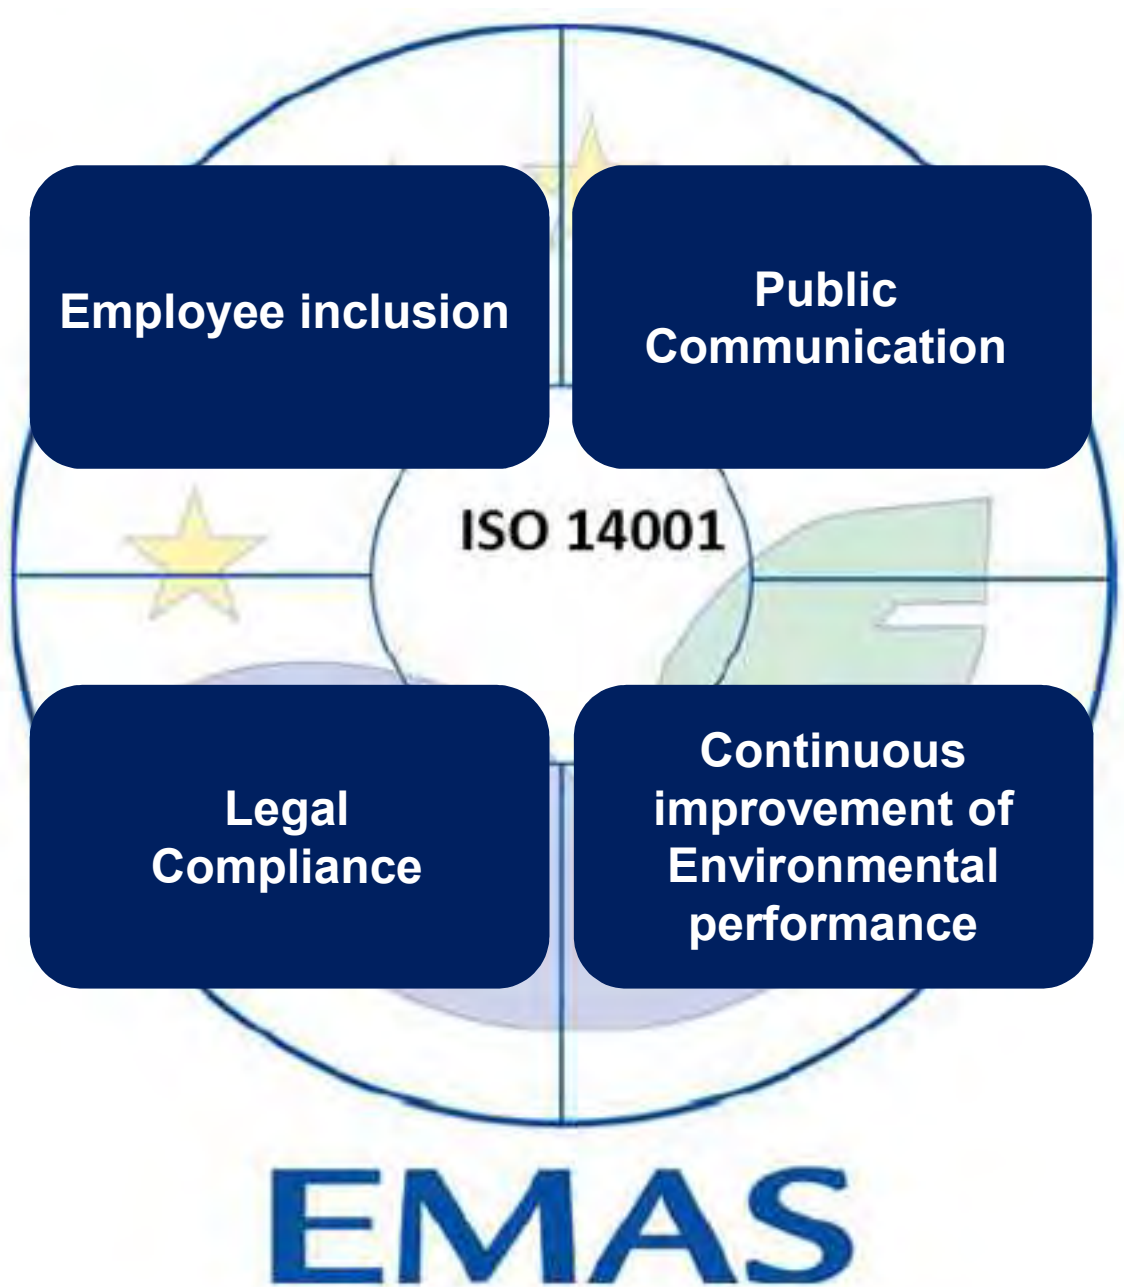 Employee inclusion
Public
Communication
ISO 14001
Legal
Compliance
Continuous
improvement of
Environmental
performance
EMAS